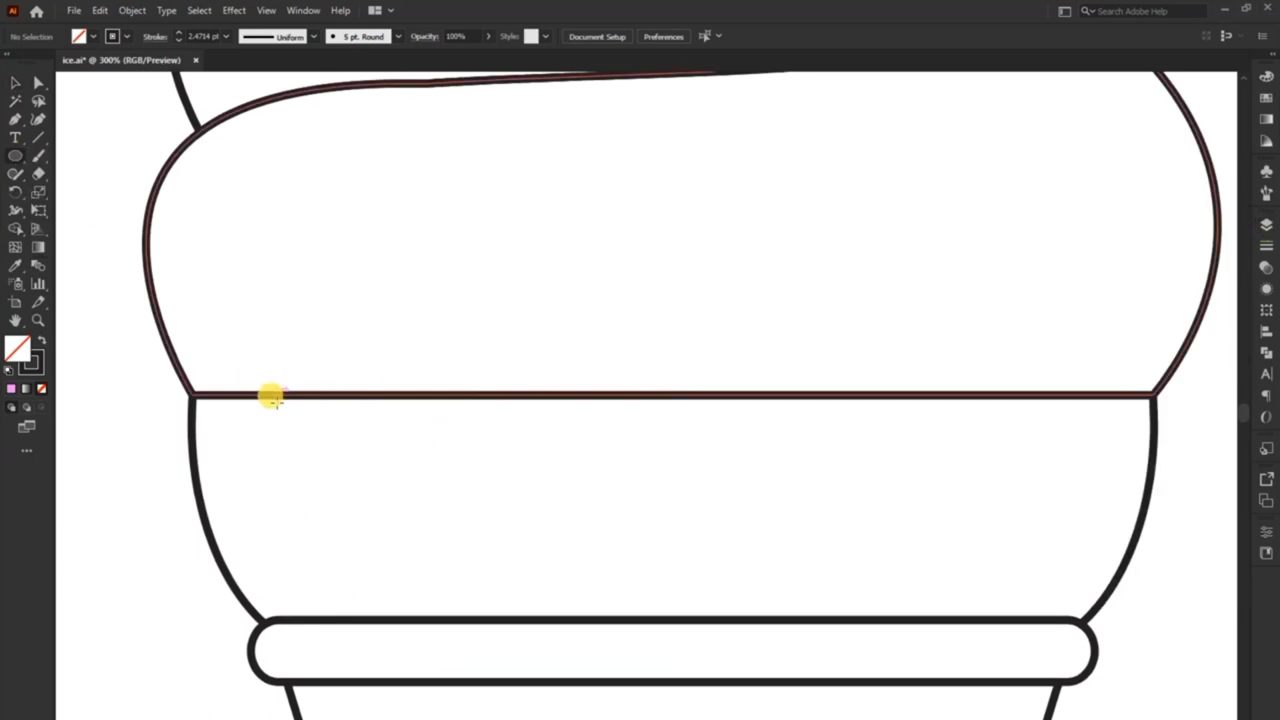 Ai File Edit Object Type Select Effect View Window Help Search Adobe Help
No Selection Stroke: 2.4714 pt Uniform 5 pt. Round Opacity: 100% Style: Document Setup Preferences
ice.ai* @ 300% (RGB/Preview)